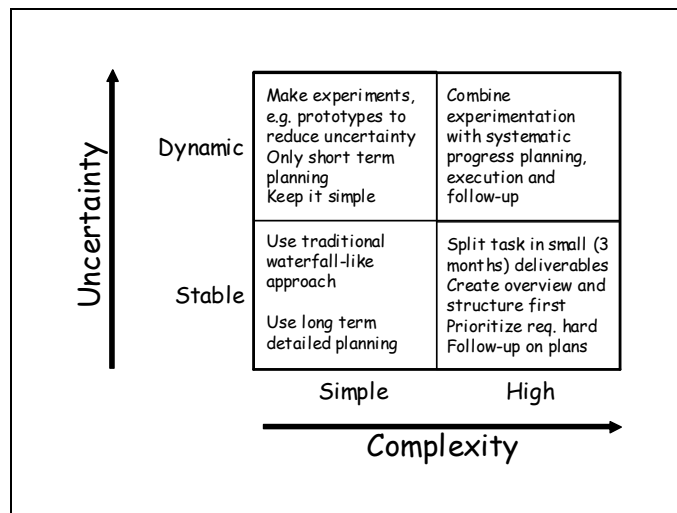 Uncertainty
Dynamic
Make experiments,
e.g. prototypes to
reduce uncertainty
Only short term
planning
Keep it simple
Combine
experimentation
with systematic
progress planning,
execution and
follow-up
Stable
Use traditional
waterfall-like
approach
Use long term
detailed planning
Split task in small (3
months) deliverables
Create overview and
structure first
Prioritize req. hard
Follow-up on plans
Simple
High
Complexity